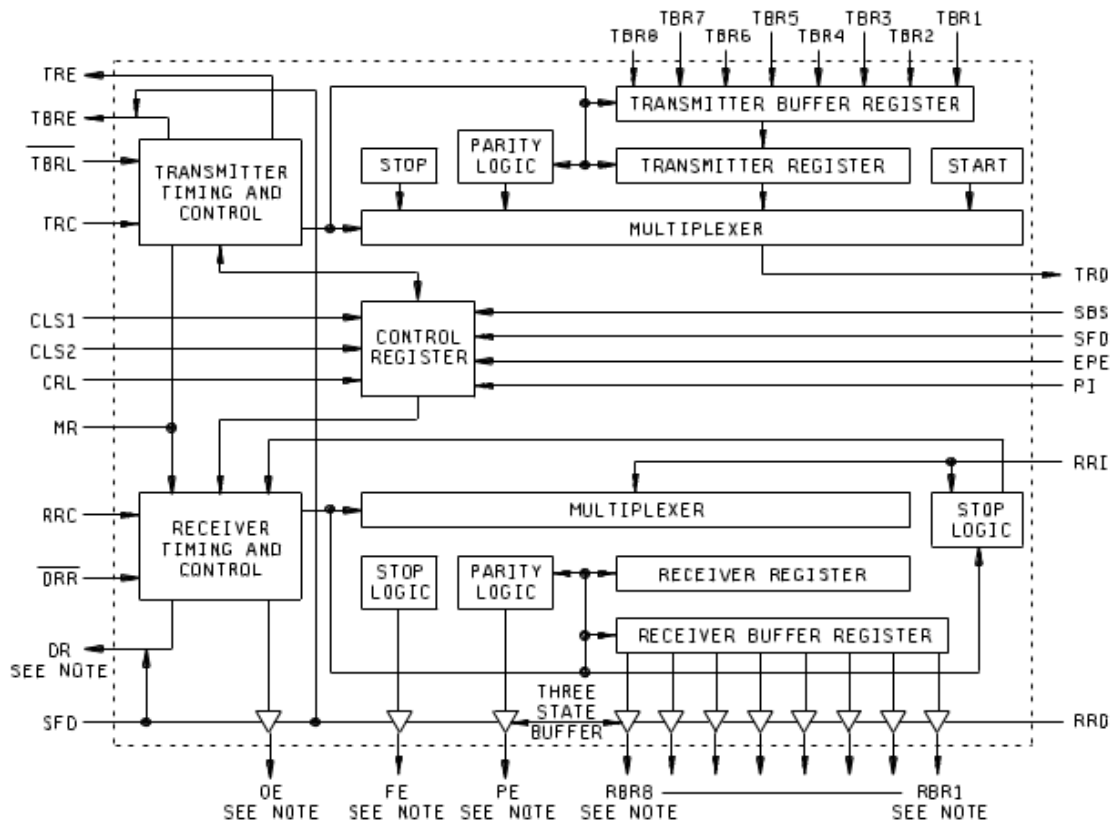 TBR7 TBR5 TBR3 TBR1
TBR8 TBR6 TBR4 TBR2
TRE
TRANSMITTER BUFFER REGISTER
TBRE
TBRL
TRANSMITTER
TIMING AND
CONTROL
STOP
PARITY
LOGIC
TRANSMITTER REGISTER
START
TRC
MULTIPLEXER
TRO
CLS1
CLS2
CRL
CONTROL
REGISTER
SBS
SFD
EPE
PI
MR
RRI
RRC
RECEIVER
TIMING AND
CONTROL
MULTIPLEXER
STOP
LOGIC
DRR
STOP
LOGIC
PARITY
LOGIC
RECEIVER REGISTER
RECEIVER BUFFER REGISTER
DR
SEE NOTE
THREE
STATE
BUFFER
SFD
RRD
OE
SEE NOTE
FE
SEE NOTE
PE
SEE NOTE
RBR8
SEE NOTE
RBR1
SEE NOTE